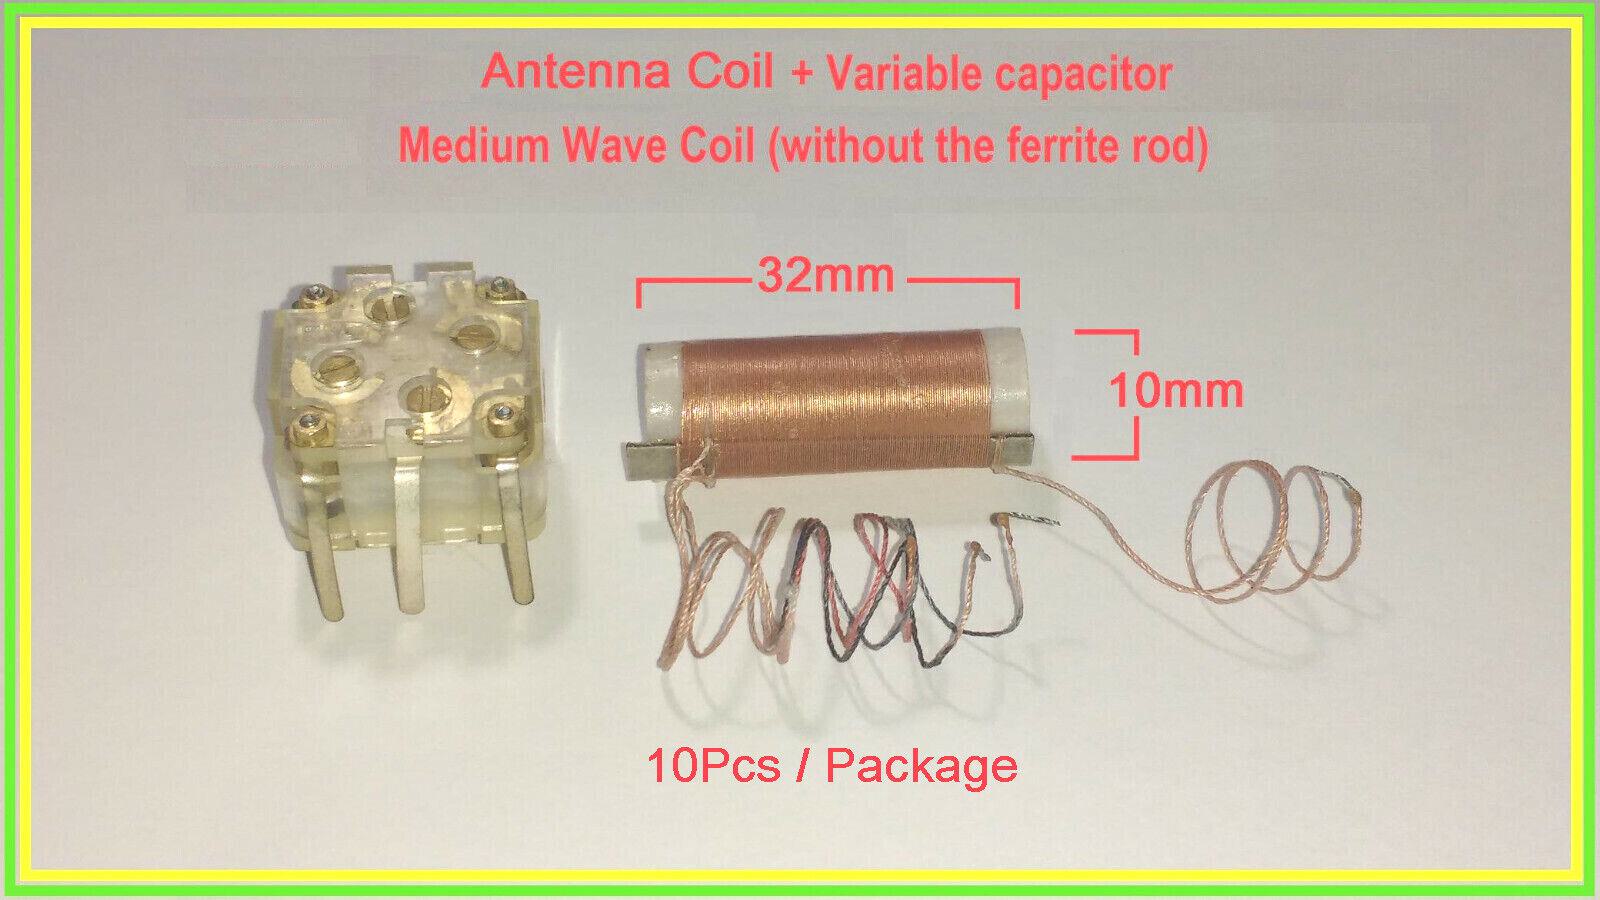 Antenna Coil + Variable capacitor
Medium Wave Coil (without the ferrite rod)
32mm
10mm
10Pcs / Package